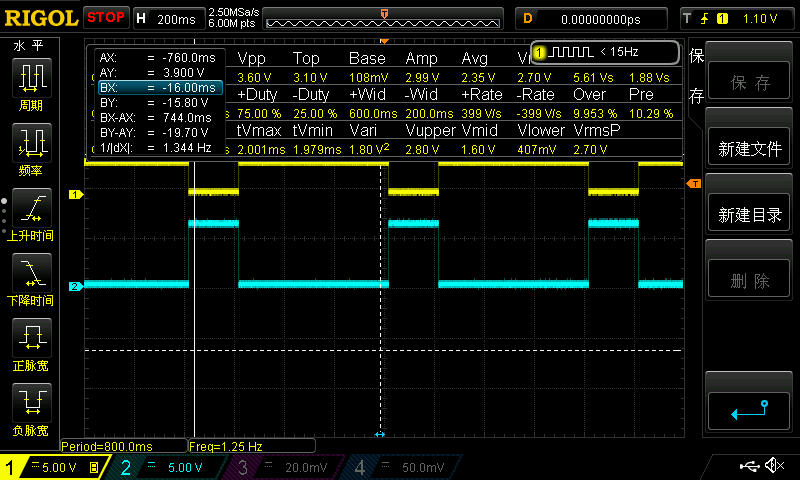 RIGOL STOP H 200ms 2.50MSa/s 6.00M pts D 0.00000000ps T 1 1.10 V
水 平
周期
频率
上升时间
下降时间
正脉宽
负脉宽
AX: = -760.0ms
AY: = 3.900 V
BX: = -16.00ms
BY: = -15.80 V
BX-AX: = 744.0ms
BY-AY: = -19.70 V
1/|dX|: = 1.344 Hz
Vpp Top Base Amp Avg
3.60 V 3.10 V 108mV 2.99 V 2.35 V 2.70 V 5.61 Vs 1.88 Vs
+Duty -Duty +Wid -Wid +Rate -Rate Over Pre
75.00 % 25.00 % 600.0ms 200.0ms 399 V/s -399 V/s 9.953 % 10.29 %
tVmax tVmin Vari Vupper Vmid Vlower VrmsP
2.001ms 1.979ms 1.80 V² 2.80 V 1.60 V 407mV 2.70 V
1 < 15Hz
保存
保 存
新建文件
新建目录
删 除
1
2
T
Period=800.0ms Freq=1.25 Hz
1 = 5.00 V B 2 = 5.00 V 3 = 20.0mV 4 = 50.0mV